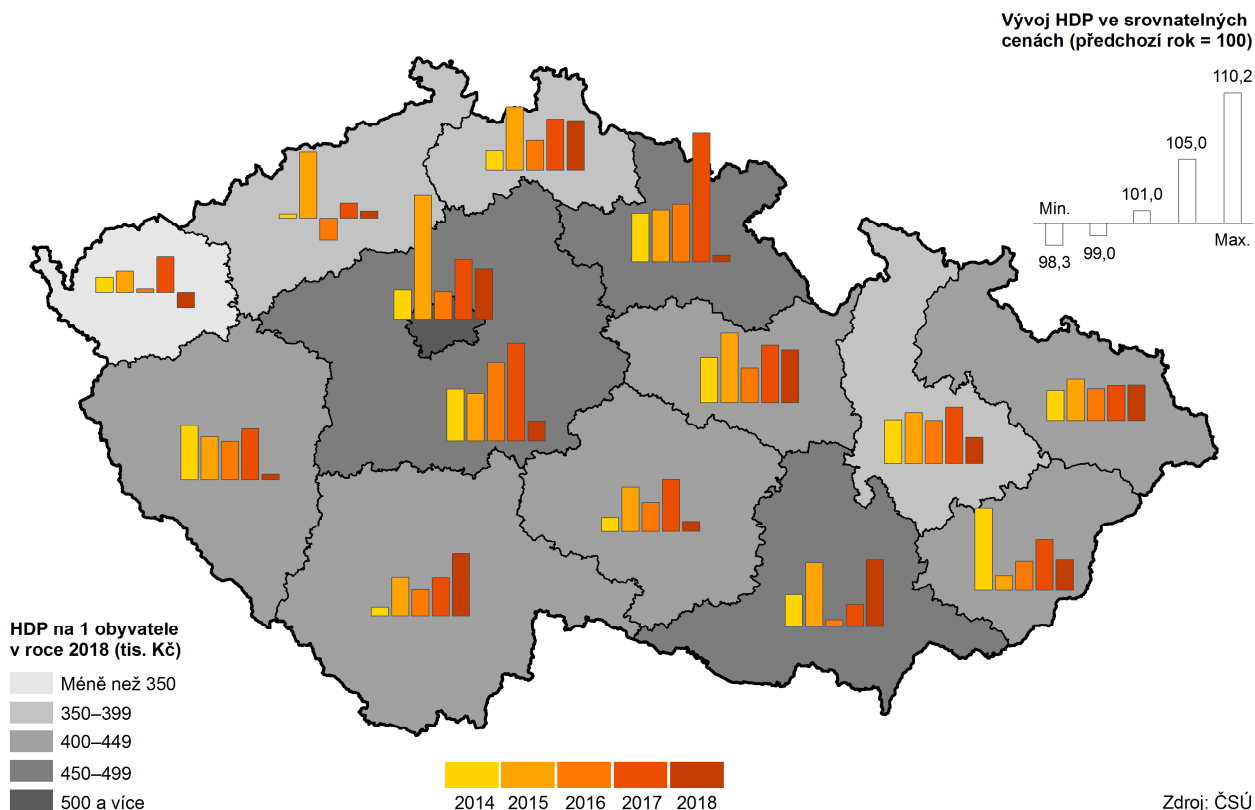 Vývoj HDP ve srovnatelných
cenách (předchozí rok = 100)
110,2
105,0
101,0
Min.
Max.
98,3
99,0
HDP na 1 obyvatele
v roce 2018 (tis. Kč)
Méně než 350
350–399
400–449
450–499
500 a více
2014 2015 2016 2017 2018
Zdroj: ČSÚ